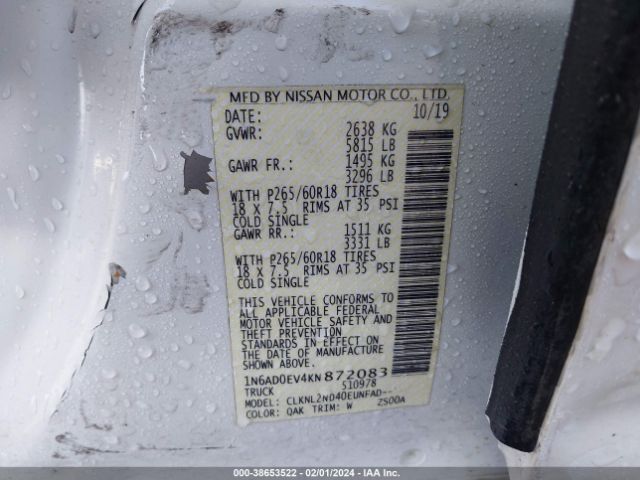 MFD BY NISSAN MOTOR CO., LTD.
DATE: 10/19
GVWR: 2638 KG
5815 LB
GAWR FR.: 1495 KG
3296 LB
WITH P265/60R18 TIRES
18 X 7.5 RIMS AT 35 PSI
COLD SINGLE
GAWR RR.: 1511 KG
3331 LB
WITH P265/60R18 TIRES
18 X 7.5 RIMS AT 35 PSI
COLD SINGLE
THIS VEHICLE CONFORMS TO
ALL APPLICABLE FEDERAL
MOTOR VEHICLE SAFETY AND
THEFT PREVENTION
STANDARDS IN EFFECT ON
THE DATE OF MANUFACTURE
SHOWN ABOVE.
1N6AD0EV4KN872083
TRUCK 510978
MODEL: CLKNL2ND40EUNFAD--
COLOR: QAK TRIM: W ZS00A
000-38653522 - 02/01/2024 - IAAI.com